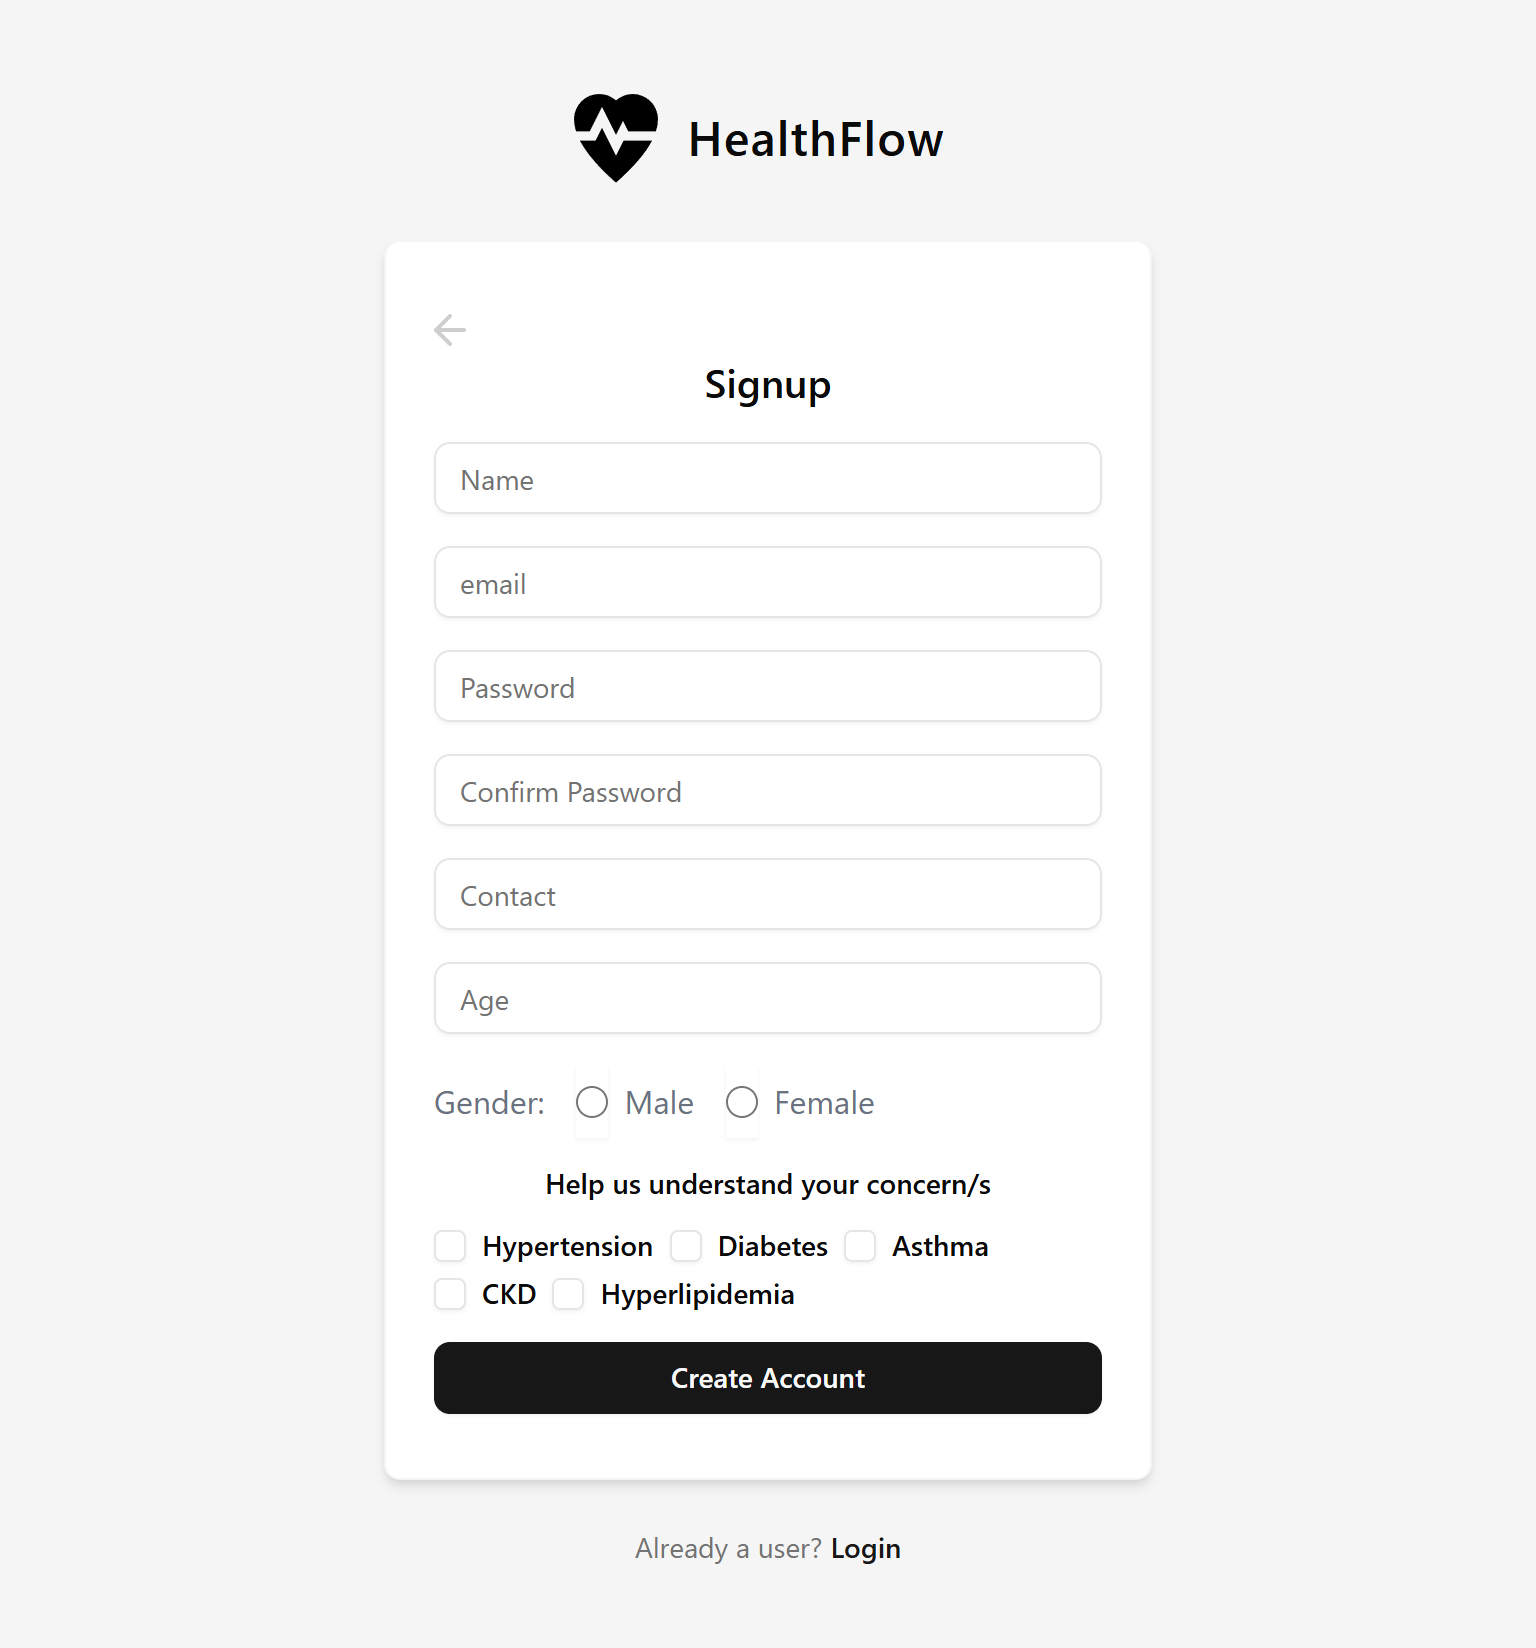 HealthFlow
Signup
Name
email
Password
Confirm Password
Contact
Age
Gender: Male Female
Help us understand your concern/s
Hypertension Diabetes Asthma
CKD Hyperlipidemia
Create Account
Already a user? Login